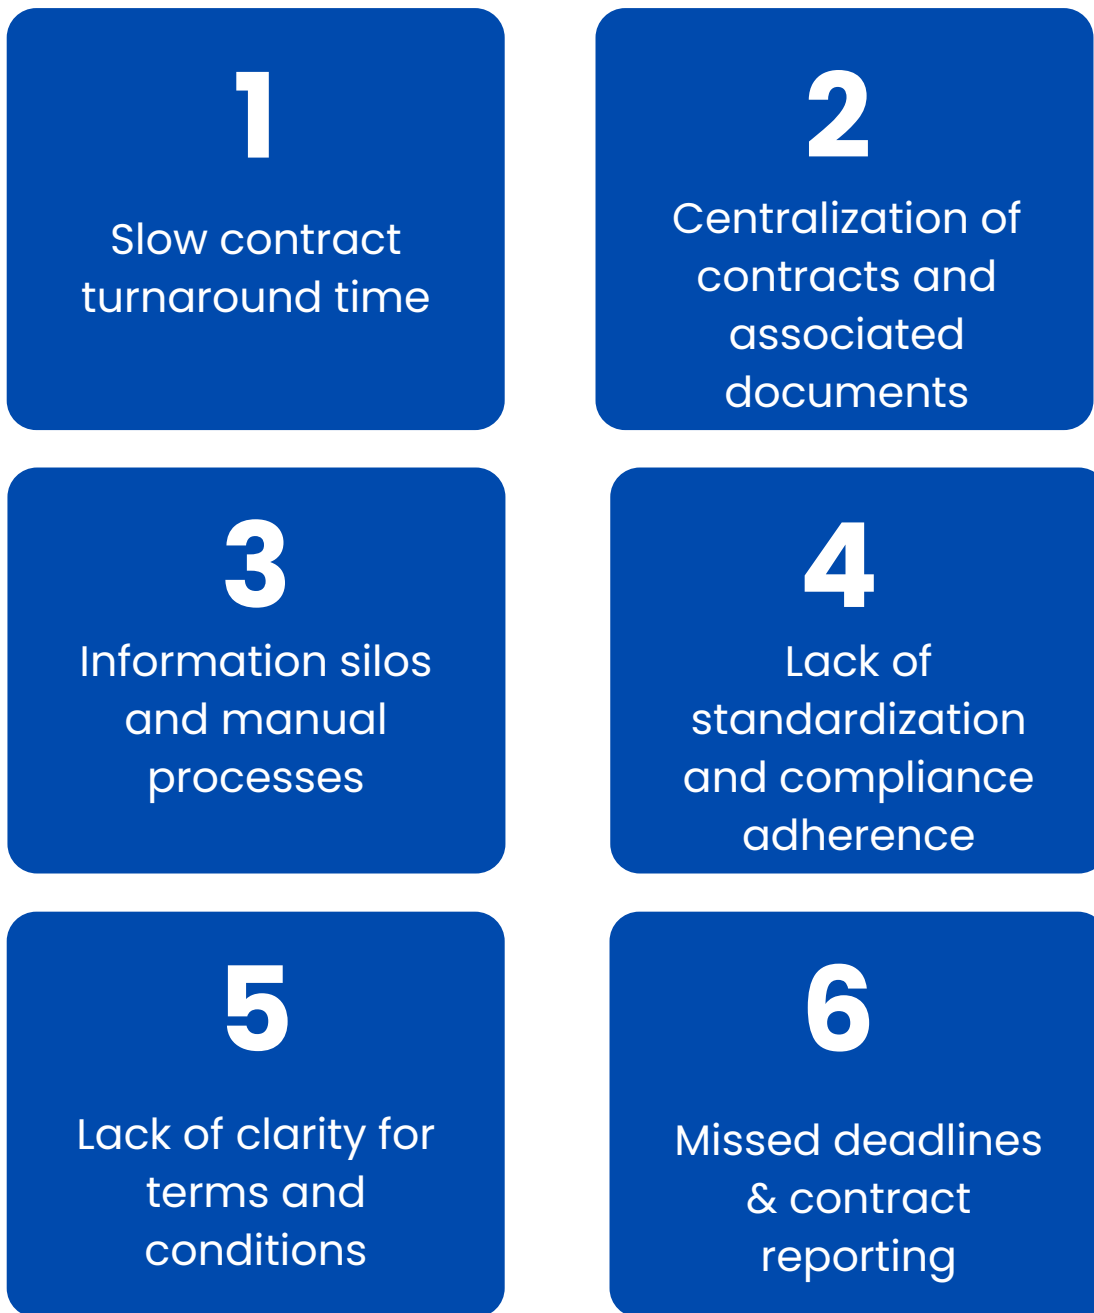 1
Slow contract
turnaround time
2
Centralization of
contracts and
associated
documents
3
Information silos
and manual
processes
4
Lack of
standardization
and compliance
adherence
5
Lack of clarity for
terms and
conditions
6
Missed deadlines
& contract
reporting